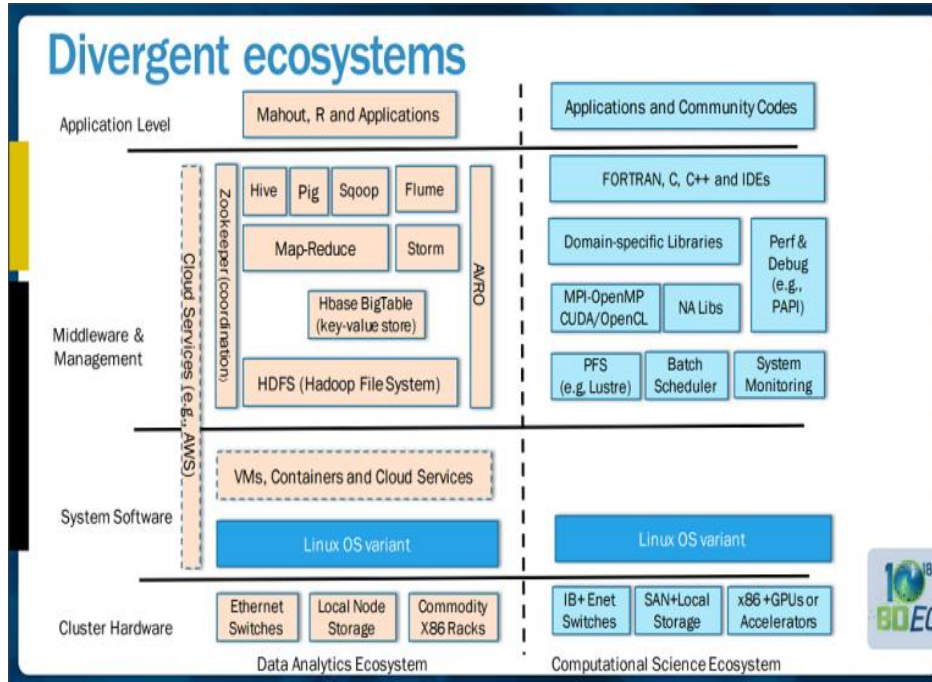 Divergent ecosystems
Application Level
Mahout, R and Applications
Applications and Community Codes
Middleware &
Management
Cloud Services (e.g., AWS)
Zookeeper (coordination)
Hive
Pig
Sqoop
Flume
Map-Reduce
Storm
Hbase BigTable
(key-value store)
HDFS (Hadoop File System)
AVRO
FORTRAN, C, C++ and IDEs
Domain-specific Libraries
Perf &
Debug
(e.g.,
PAPI)
MPI-OpenMP
CUDA/OpenCL
NA Libs
PFS
(e.g, Lustre)
Batch
Scheduler
System
Monitoring
System Software
VMs, Containers and Cloud Services
Linux OS variant
Linux OS variant
Cluster Hardware
Ethernet
Switches
Local Node
Storage
Commodity
X86 Racks
IB+ Enet
Switches
SAN+Local
Storage
x86 +GPUs or
Accelerators
Data Analytics Ecosystem
Computational Science Ecosystem
10 18
BDEC